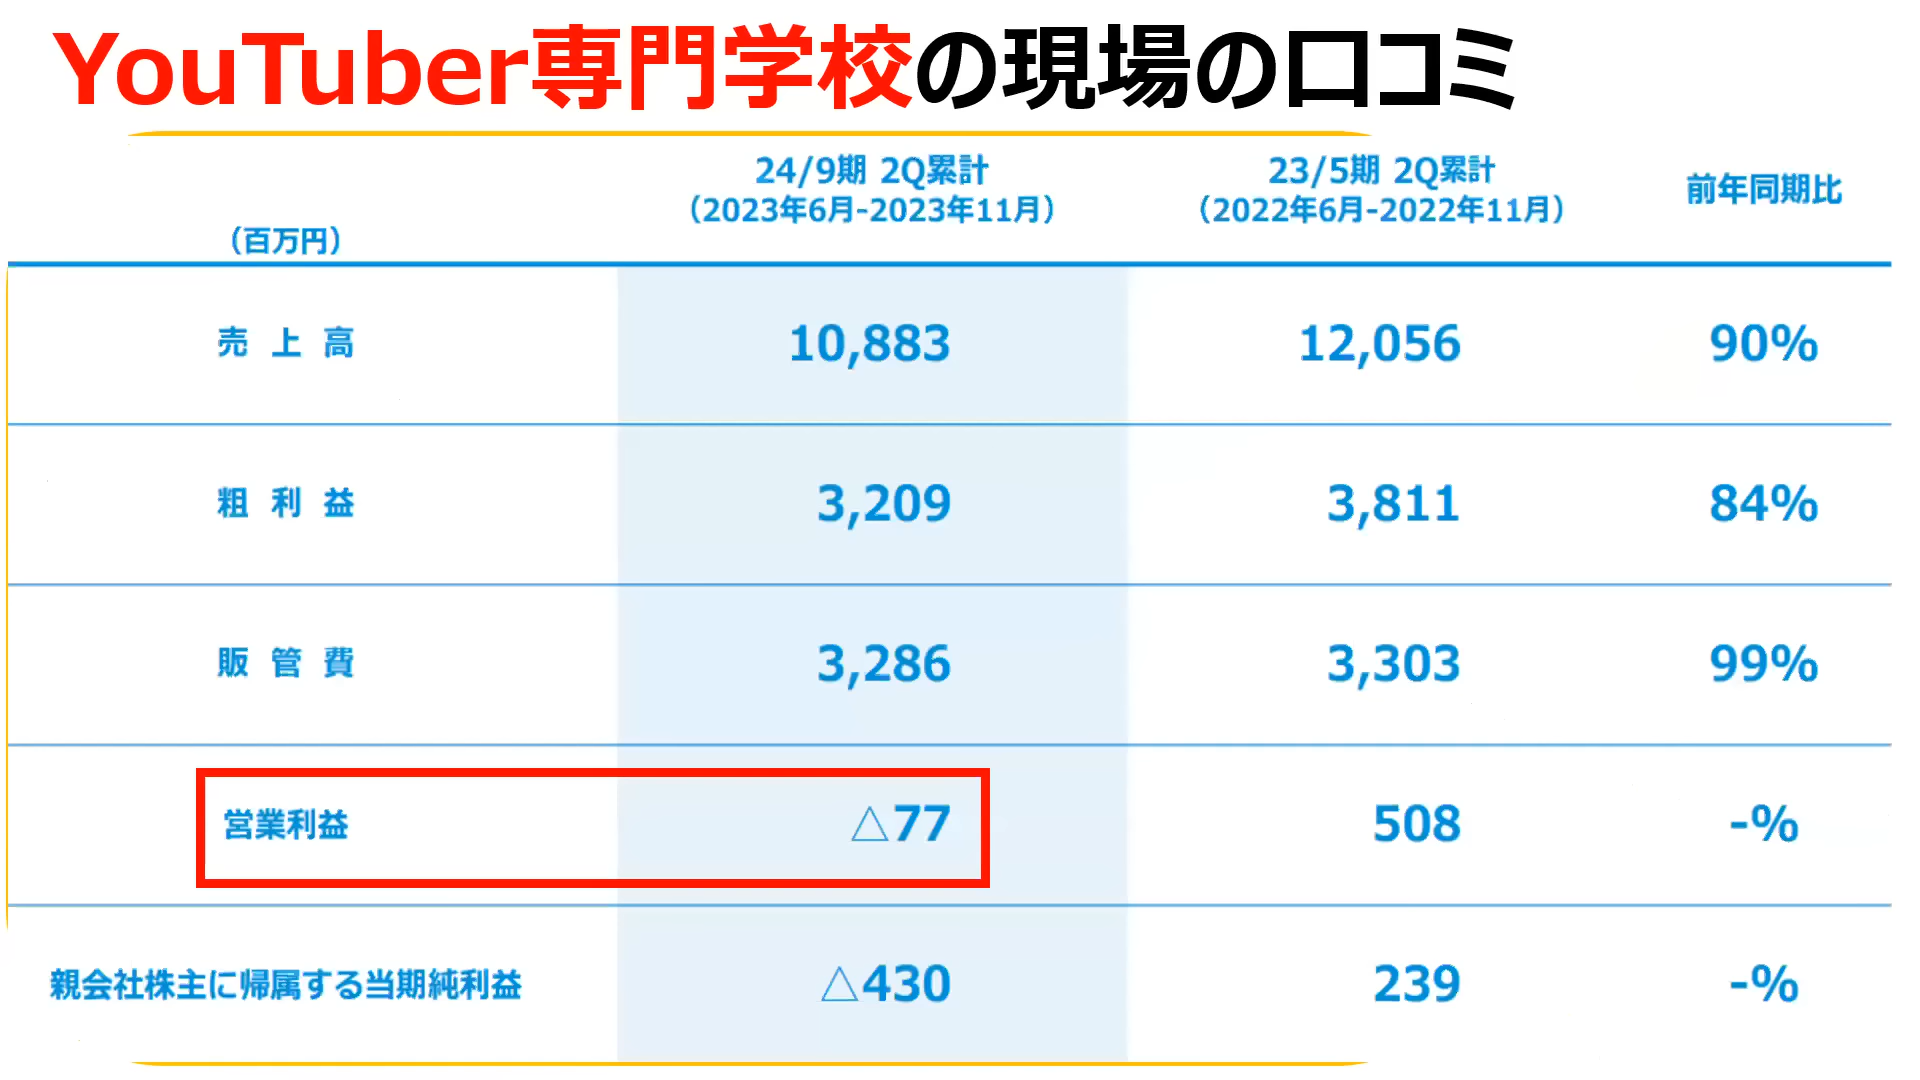 YouTuber専門学校の現場の口コミ
(百万円) 24/9期 2Q累計 23/5期 2Q累計 前年同期比
(2023年6月-2023年11月) (2022年6月-2022年11月)
売上高 10,883 12,056 90%
粗利益 3,209 3,811 84%
販管費 3,286 3,303 99%
営業利益 △77 508 -%
親会社株主に帰属する当期純利益 △430 239 -%